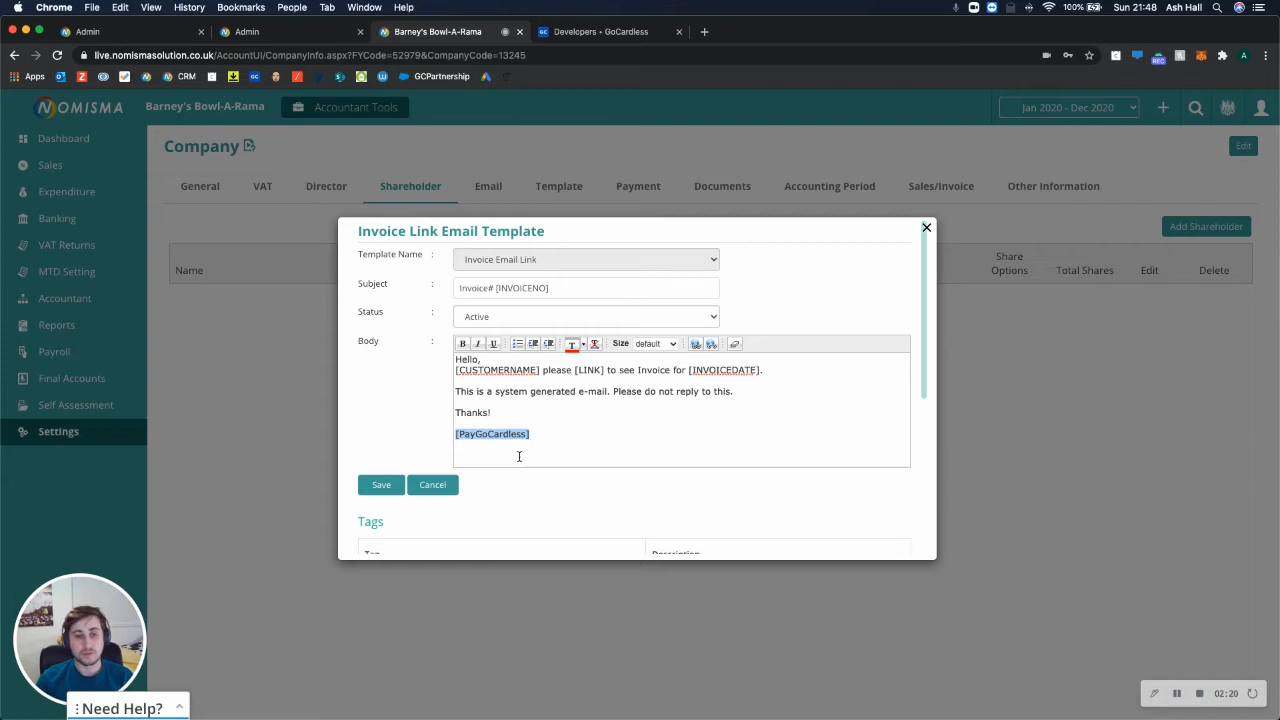 Chrome File Edit View History Bookmarks People Tab Window Help 100% Sun 21:48 Ash Hall
Admin Admin Barney's Bowl-A-Rama Developers • GoCardless
live.nomismasolution.co.uk/AccountUI/CompanyInfo.aspx?FYCode=52979&EntityCode=13245
Apps CRM GCPartnership
NOMISMA Barney's Bowl-A-Rama Accountant Tools Jan 2020 - Dec 2020
Dashboard
Sales
Expenditure
Banking
VAT Returns
MTD Setting
Accountant
Reports
Payroll
Final Accounts
Self Assessment
Settings
Company Edit
General VAT Director Shareholder Email Template Payment Documents Accounting Period Sales/Invoice Other Information
Add Shareholder
Name Share Options Total Shares Edit Delete
Invoice Link Email Template
Template Name : Invoice Email Link
Subject : Invoice# [INVOICENO]
Status : Active
Body :
B I U T Size default
Hello,
[CUSTOMERNAME] please [LINK] to see Invoice for [INVOICEDATE].
This is a system generated e-mail. Please do not reply to this.
Thanks!
[PayGoCardless]
Save Cancel
Tags
Tag Description
Need Help?
02:20